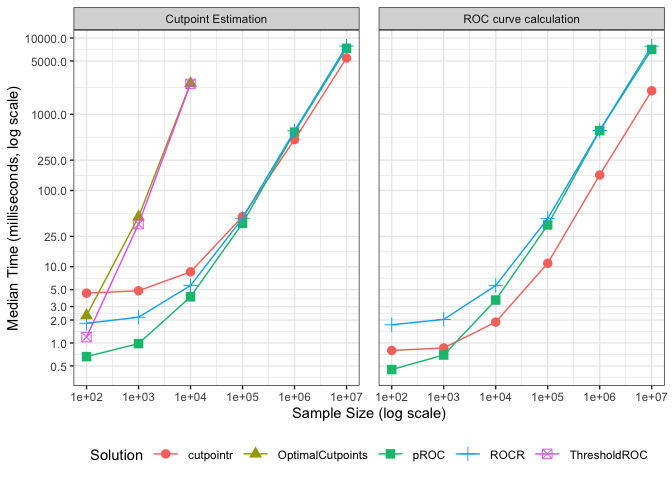 Cutpoint Estimation
ROC curve calculation
Median Time (milliseconds, log scale)
10000.0
5000.0
1000.0
250.0
100.0
25.0
10.0
5.0
3.0
2.0
1.0
0.5
1e+02 1e+03 1e+04 1e+05 1e+06 1e+07
1e+02 1e+03 1e+04 1e+05 1e+06 1e+07
Sample Size (log scale)
Solution cutpointr OptimalCutpoints pROC ROCR ThresholdROC